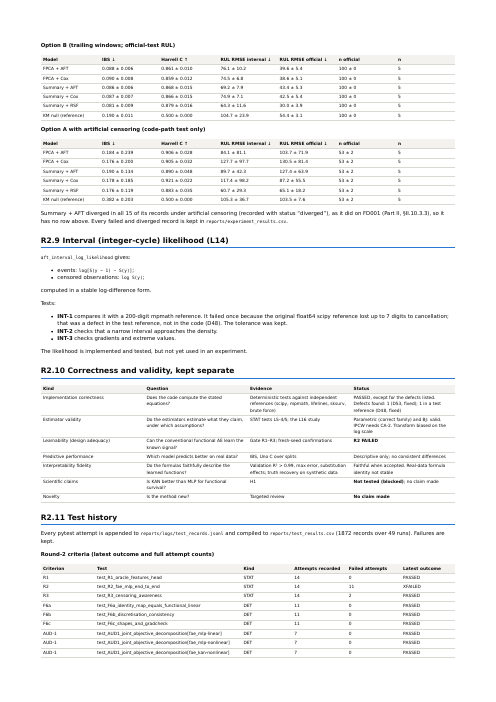 Option B (trailing windows; official-test RUL)
Model IBS ↓ Harrell C ↑ RUL RMSE interval ↓ RUL RMSE official ↓ n official n
FPCA + AFT 0.088 ± 0.006 0.861 ± 0.010 76.1 ± 10.2 39.6 ± 5.4 100 ± 0 5
FPCA + Cox 0.090 ± 0.008 0.859 ± 0.012 74.5 ± 6.8 38.6 ± 5.1 100 ± 0 5
Summary + AFT 0.086 ± 0.006 0.868 ± 0.015 69.2 ± 7.9 43.4 ± 5.3 100 ± 0 5
Summary + Cox 0.087 ± 0.007 0.866 ± 0.015 74.9 ± 7.1 42.5 ± 5.4 100 ± 0 5
Summary + RSF 0.081 ± 0.009 0.879 ± 0.016 64.3 ± 11.6 30.0 ± 3.9 100 ± 0 5
KM null (reference) 0.190 ± 0.011 0.500 ± 0.000 104.7 ± 23.9 54.4 ± 3.1 100 ± 0 5
Option A with artificial censoring (code-path test only)
Model IBS ↓ Harrell C ↑ RUL RMSE interval ↓ RUL RMSE official ↓ n official n
FPCA + AFT 0.184 ± 0.239 0.906 ± 0.028 84.1 ± 81.1 103.7 ± 71.9 53 ± 2 5
FPCA + Cox 0.176 ± 0.200 0.905 ± 0.032 127.7 ± 97.7 130.5 ± 81.4 53 ± 2 5
Summary + AFT 0.190 ± 0.134 0.890 ± 0.048 89.7 ± 42.3 127.4 ± 63.9 53 ± 2 5
Summary + Cox 0.178 ± 0.185 0.921 ± 0.022 117.4 ± 98.2 87.2 ± 55.5 53 ± 2 5
Summary + RSF 0.176 ± 0.119 0.883 ± 0.035 60.7 ± 29.3 65.1 ± 18.2 53 ± 2 5
KM null (reference) 0.382 ± 0.203 0.500 ± 0.000 105.3 ± 36.7 103.5 ± 7.6 53 ± 2 5
Summary + AFT diverged in all 15 of its records under artificial censoring (recorded with status "diverged"), as it did on FD001 (Part II, §II.10.3.3), so it
has no row above. Every failed and diverged record is kept in reports/experiment_results.csv.
R2.9 Interval (integer-cycle) likelihood (L14)
aft_interval_log_likelihood gives:
• events: log[S(y − 1) − S(y)];
• censored observations: log S(y);
computed in a stable log-difference form.
Tests:
• INT-1 compares it with a 200-digit mpmath reference. It failed once because the original float64 scipy reference lost up to 7 digits to cancellation;
that was a defect in the test reference, not in the code (D48). The tolerance was kept.
• INT-2 checks that a narrow interval approaches the density.
• INT-3 checks gradients and extreme values.
The likelihood is implemented and tested, but not yet used in an experiment.
R2.10 Correctness and validity, kept separate
Kind Question Evidence Status
Implementation correctness Does the code compute the stated equations? Deterministic tests against independent references (scipy, mpmath, lifelines, sksurv, brute force) PASSED, except for the defects listed. Defects found: 1 (D53, fixed); 1 in a test reference (D48, fixed)
Estimator validity Do the estimators estimate what they claim, under which assumptions? STAT tests L5–4/5; the L16 study Parametric (correct family) and BJ: valid. IPCW needs CA-2. Transform biased on the log scale
Learnability (design adequacy) Can the conventional functional AE learn the known signal? Gate R1–R3; fresh-seed confirmations R2 FAILED
Predictive performance Which model predicts better on real data? IBS, Uno C over splits Descriptive only; no consistent differences
Interpretability fidelity Do the formulas faithfully describe the learned functions? Validation R² > 0.99, max error, substitution effects; truth recovery on synthetic data Faithful when accepted. Real-data formula identity not stable
Scientific claims Is KAN better than MLP for functional survival? H1 Not tested (blocked); no claim made
Novelty Is the method new? Targeted review No claim made
R2.11 Test history
Every pytest attempt is appended to reports/logs/test_records.jsonl and compiled to reports/test_results.csv (1872 records over 49 runs). Failures are
kept.
Round-2 criteria (latest outcome and full attempt counts)
Criterion Test Kind Attempts recorded Failed attempts Latest outcome
R1 test_R1_oracle_features_head STAT 14 0 PASSED
R2 test_R2_fae_mlp_end_to_end STAT 14 11 XFAILED
R3 test_R3_censoring_awareness STAT 14 2 PASSED
F6a test_F6a_identity_map_equals_functional_linear DET 11 0 PASSED
F6b test_F6b_discretisation_consistency DET 11 0 PASSED
F6c test_F6c_shapes_and_gradcheck DET 11 0 PASSED
AUD-1 test_AUD1_joint_objective_decomposition[fae_mlp-linear] DET 7 0 PASSED
AUD-1 test_AUD1_joint_objective_decomposition[fae_mlp-nonlinear] DET 7 0 PASSED
AUD-1 test_AUD1_joint_objective_decomposition[fae_kan-nonlinear] DET 7 0 PASSED